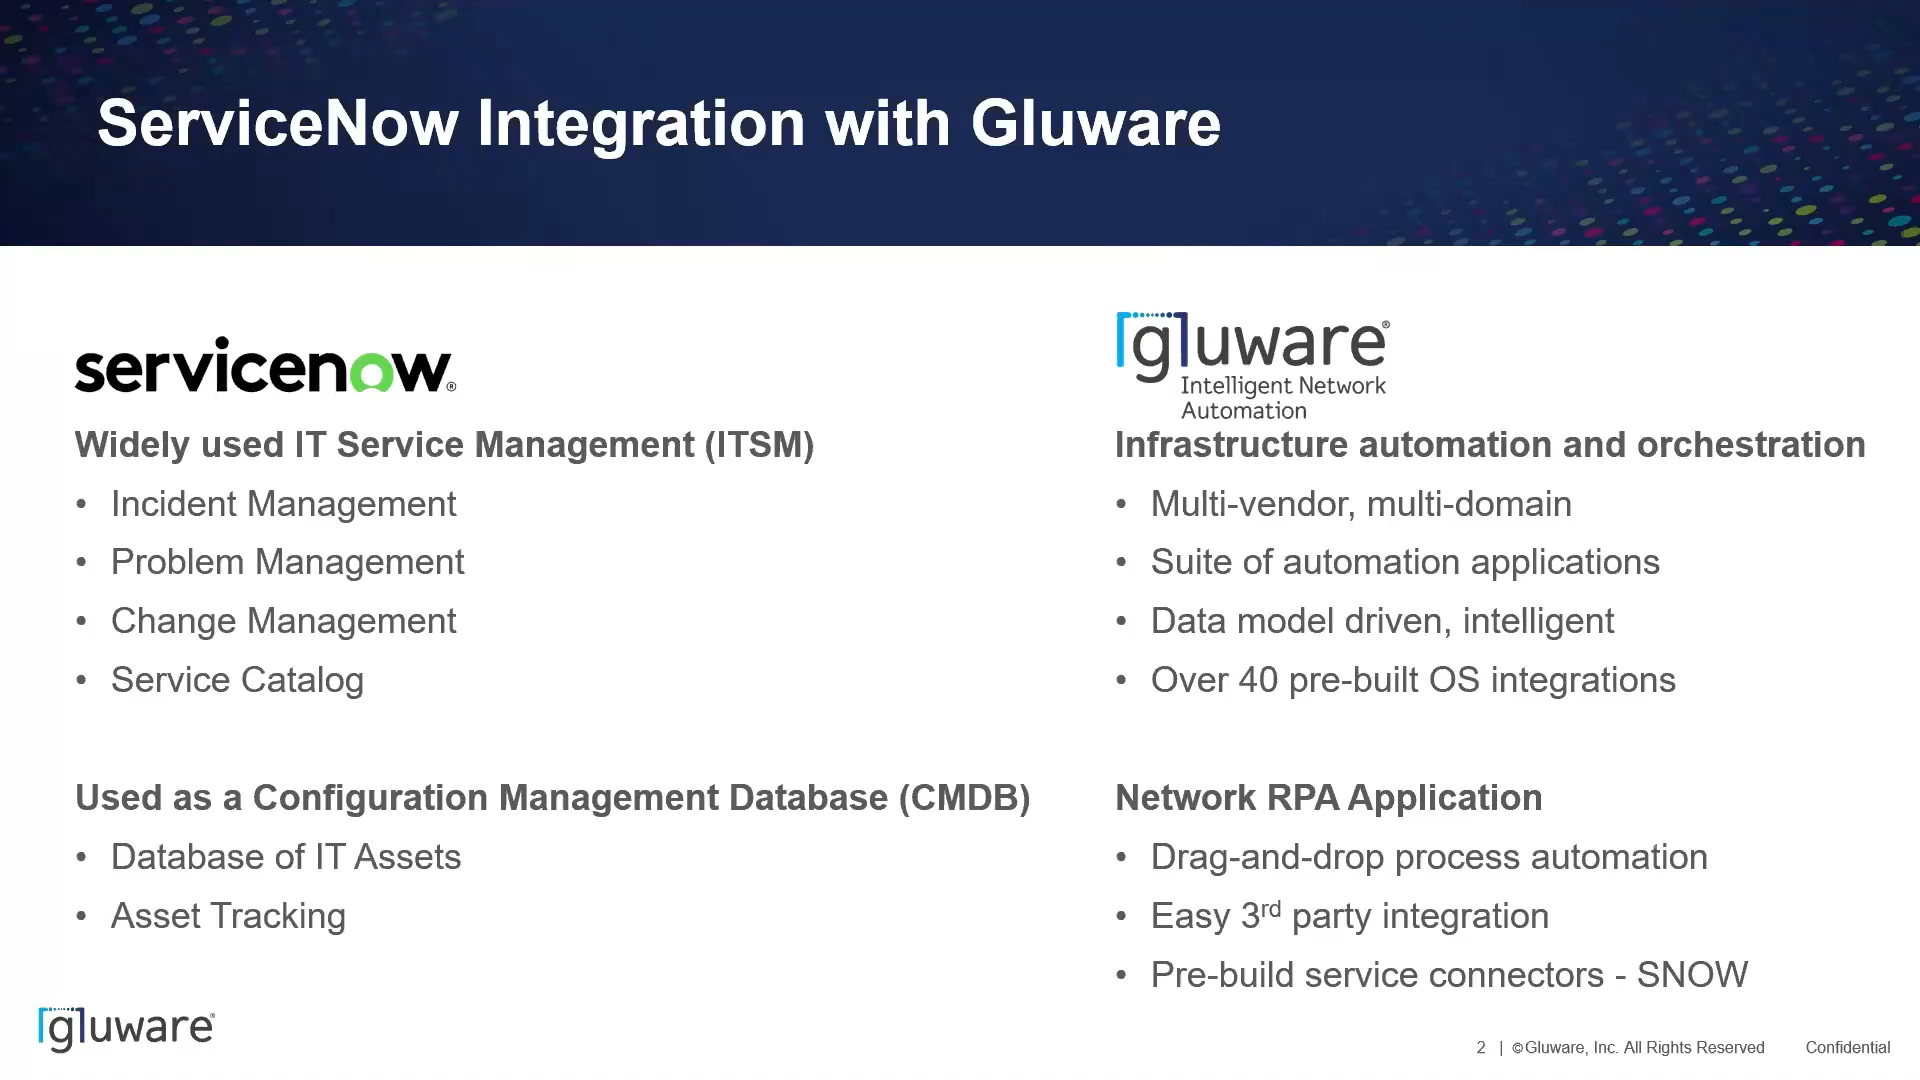 ServiceNow Integration with Gluware
servicenow®
Widely used IT Service Management (ITSM)
• Incident Management
• Problem Management
• Change Management
• Service Catalog
Used as a Configuration Management Database (CMDB)
• Database of IT Assets
• Asset Tracking
[g]luware®
Intelligent Network
Automation
Infrastructure automation and orchestration
• Multi-vendor, multi-domain
• Suite of automation applications
• Data model driven, intelligent
• Over 40 pre-built OS integrations
Network RPA Application
• Drag-and-drop process automation
• Easy 3rd party integration
• Pre-build service connectors - SNOW
[g]luware®
2 | ©Gluware, Inc. All Rights Reserved Confidential